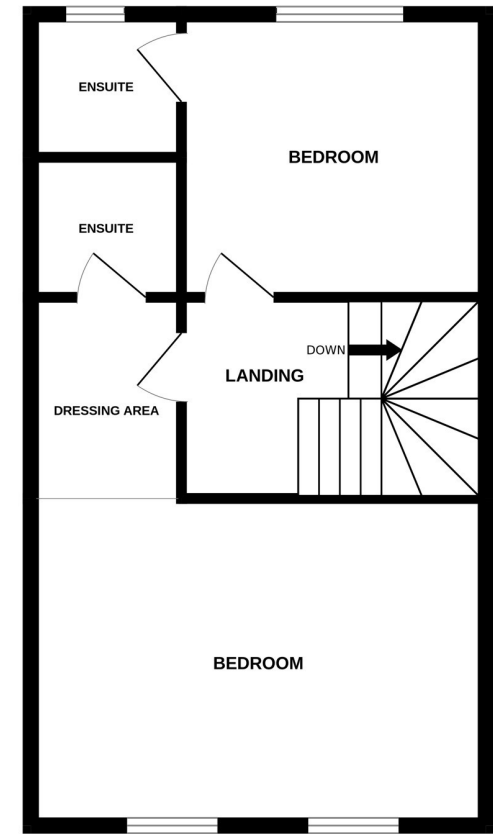 ENSUITE
BEDROOM
ENSUITE
DOWN
LANDING
DRESSING AREA
BEDROOM